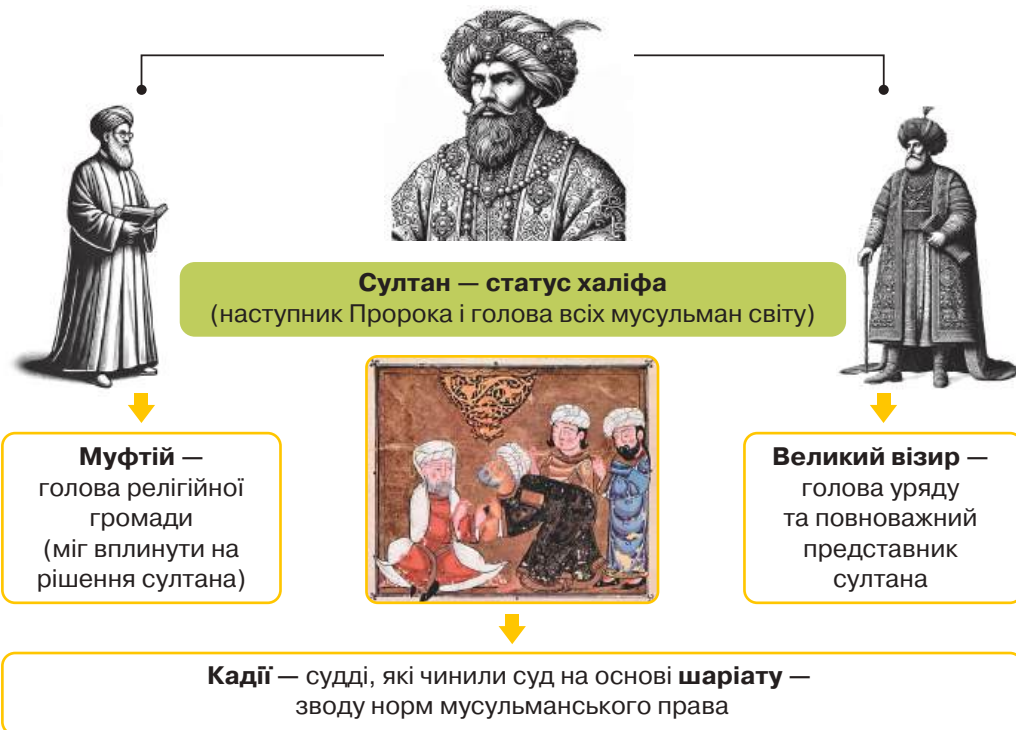 Султан — статус халіфа
(наступник Пророка і голова всіх мусульман світу)
Муфтій —
голова релігійної
громади
(міг вплинути на
рішення султана)
Великий візир —
голова уряду
та повноважний
представник
султана
Кадії — судді, які чинили суд на основі шаріату —
зводу норм мусульманського права